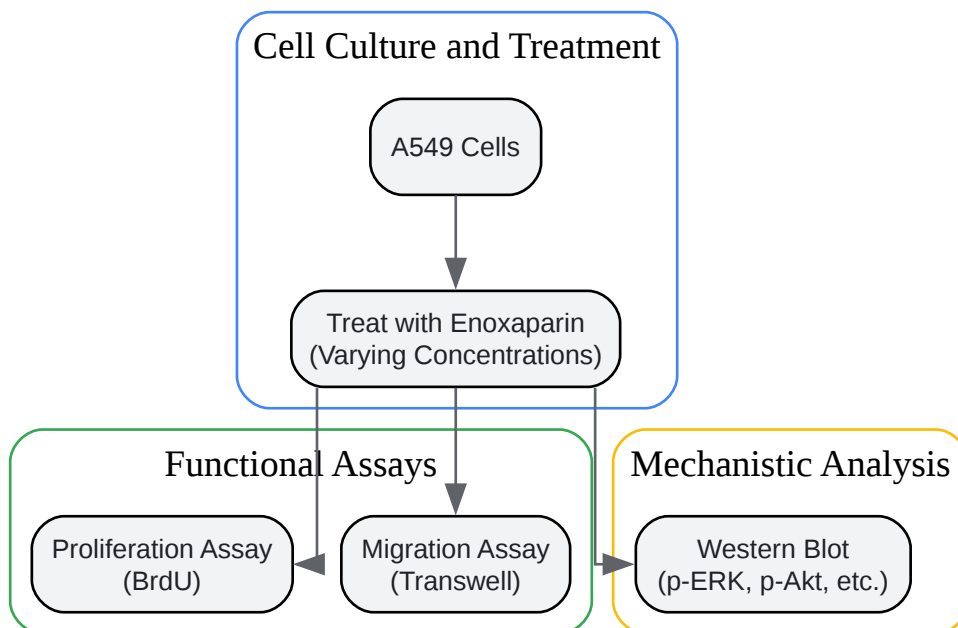 Cell Culture and Treatment
A549 Cells
Treat with Enoxaparin
(Varying Concentrations)
Functional Assays
Proliferation Assay
(BrdU)
Migration Assay
(Transwell)
Mechanistic Analysis
Western Blot
(p-ERK, p-Akt, etc.)